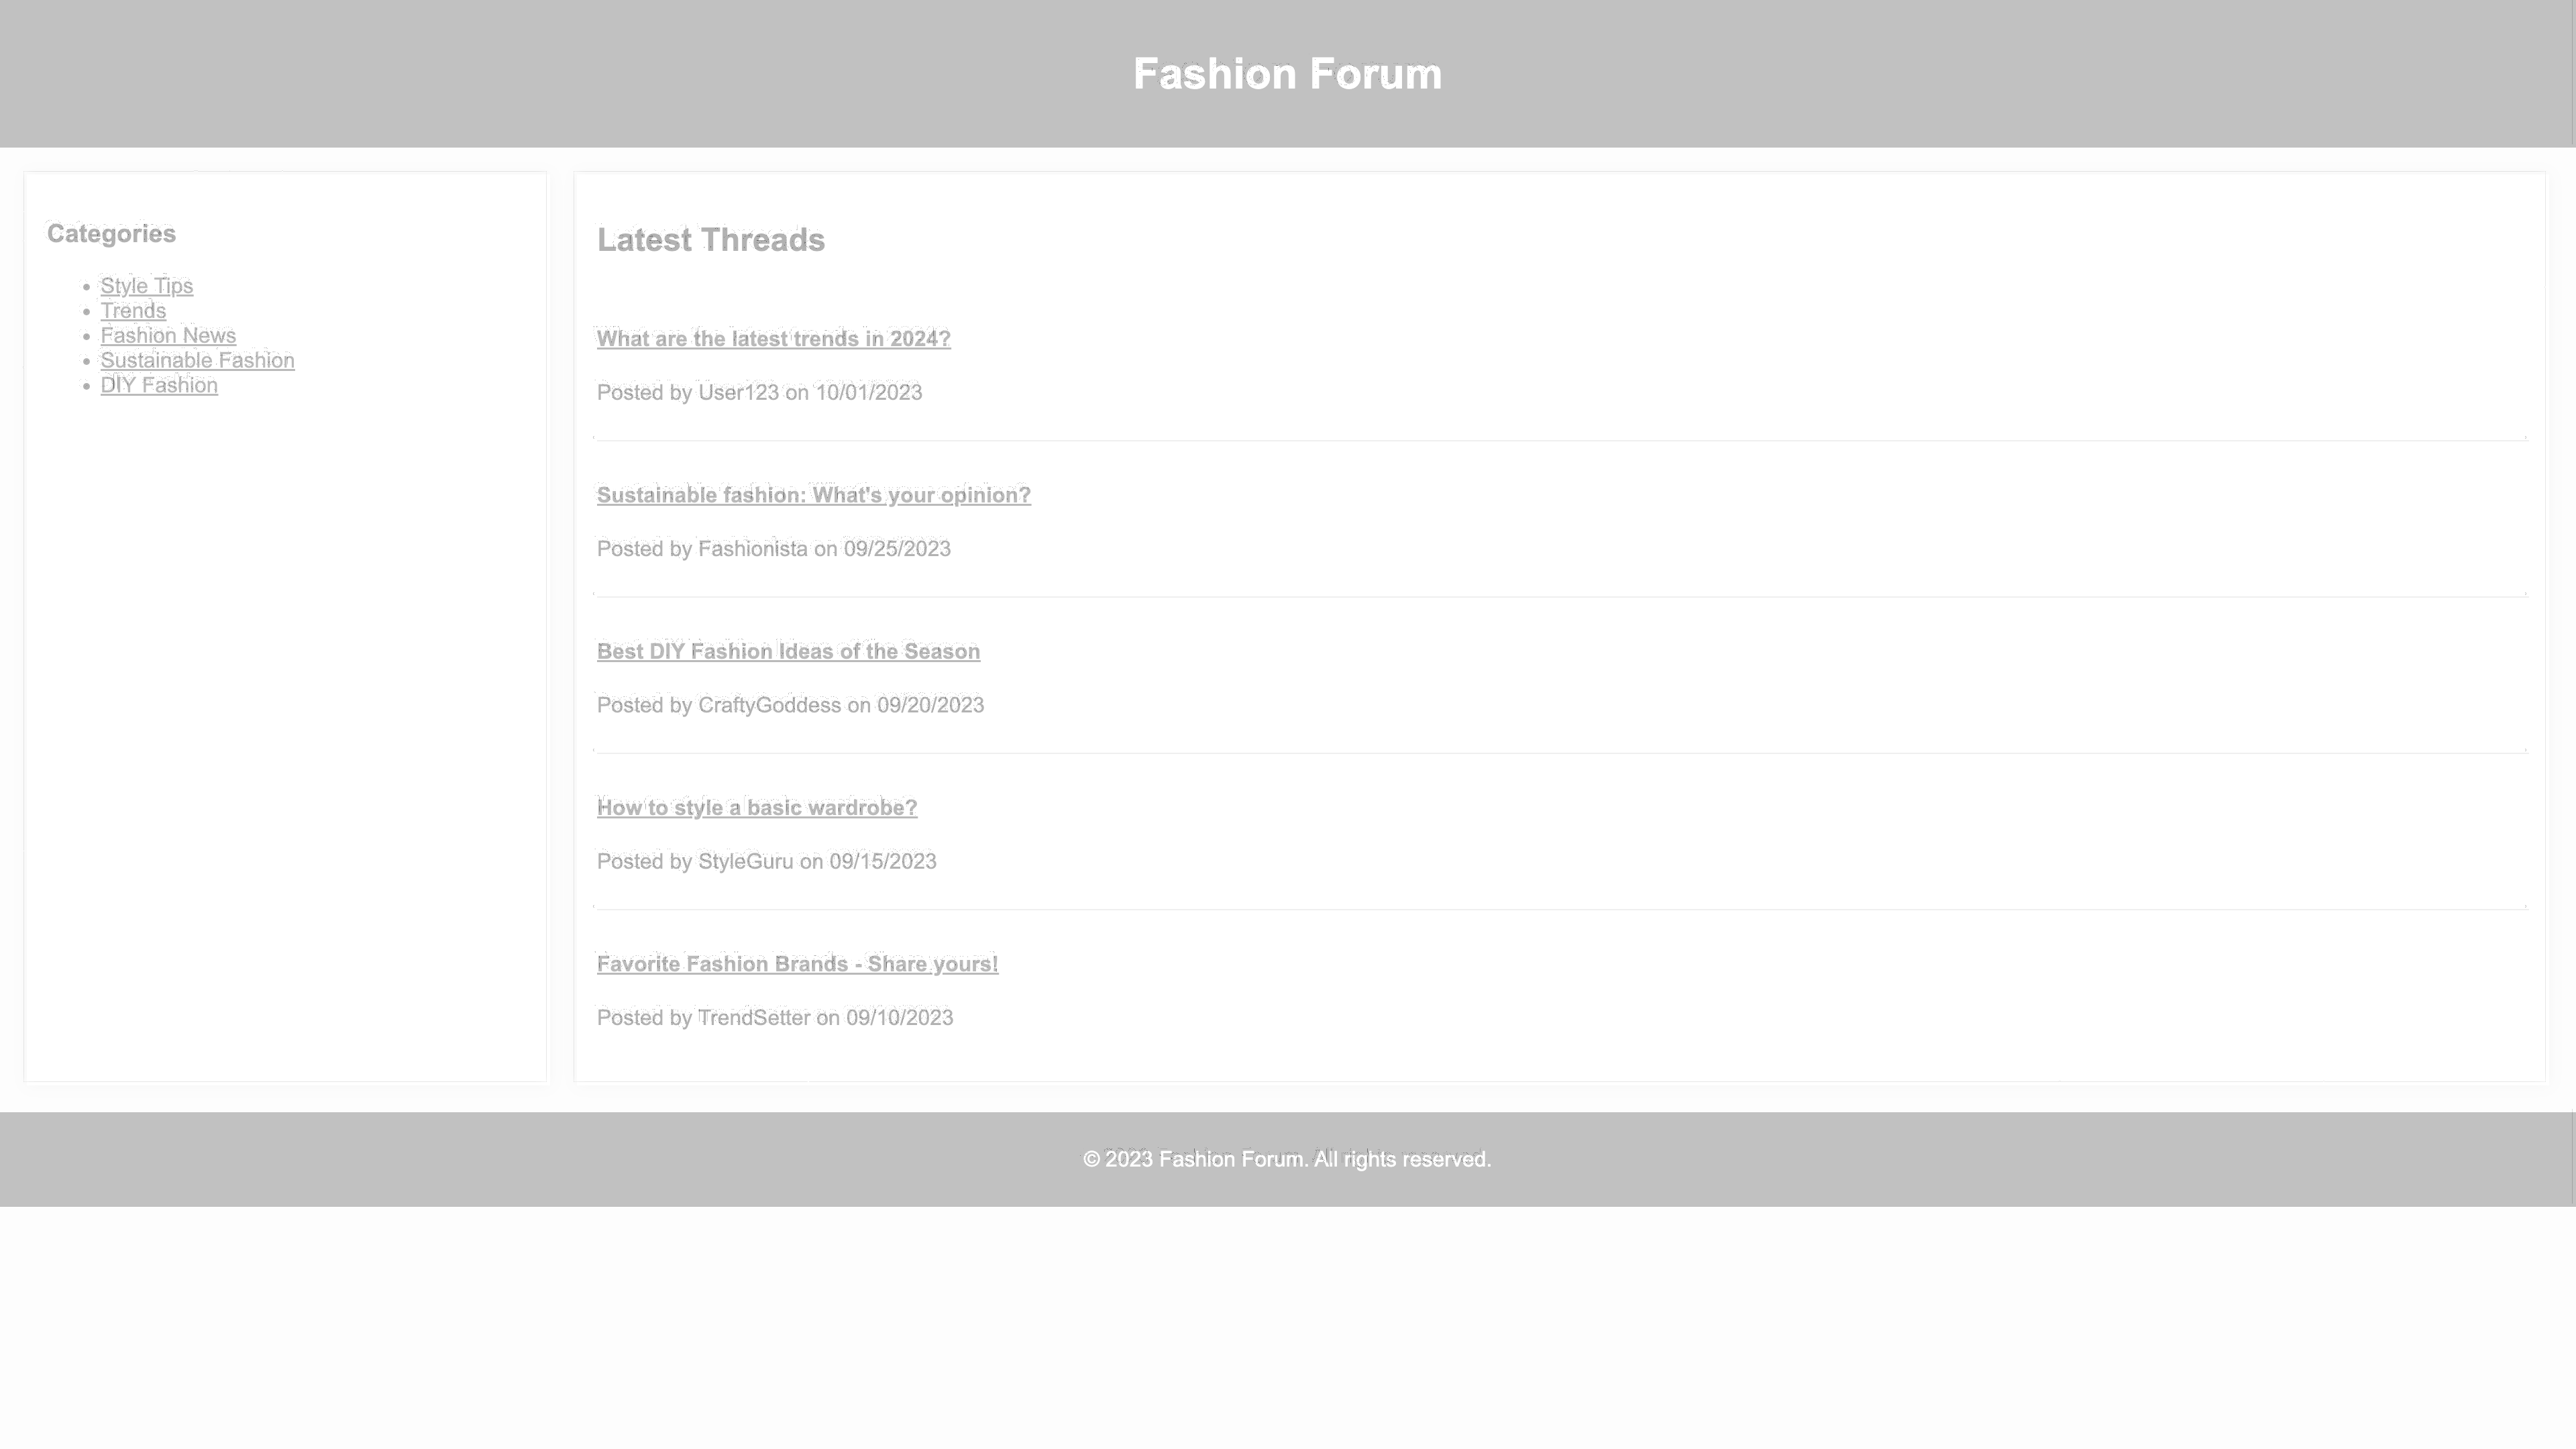 Fashion Forum
Categories
Style Tips
Trends
Fashion News
Sustainable Fashion
DIY Fashion
Latest Threads
What are the latest trends in 2024?
Posted by User123 on 10/01/2023
Sustainable fashion: What's your opinion?
Posted by Fashionista on 09/25/2023
Best DIY Fashion Ideas of the Season
Posted by CraftyGoddess on 09/20/2023
How to style a basic wardrobe?
Posted by StyleGuru on 09/15/2023
Favorite Fashion Brands - Share yours!
Posted by TrendSetter on 09/10/2023
© 2023 Fashion Forum. All rights reserved.